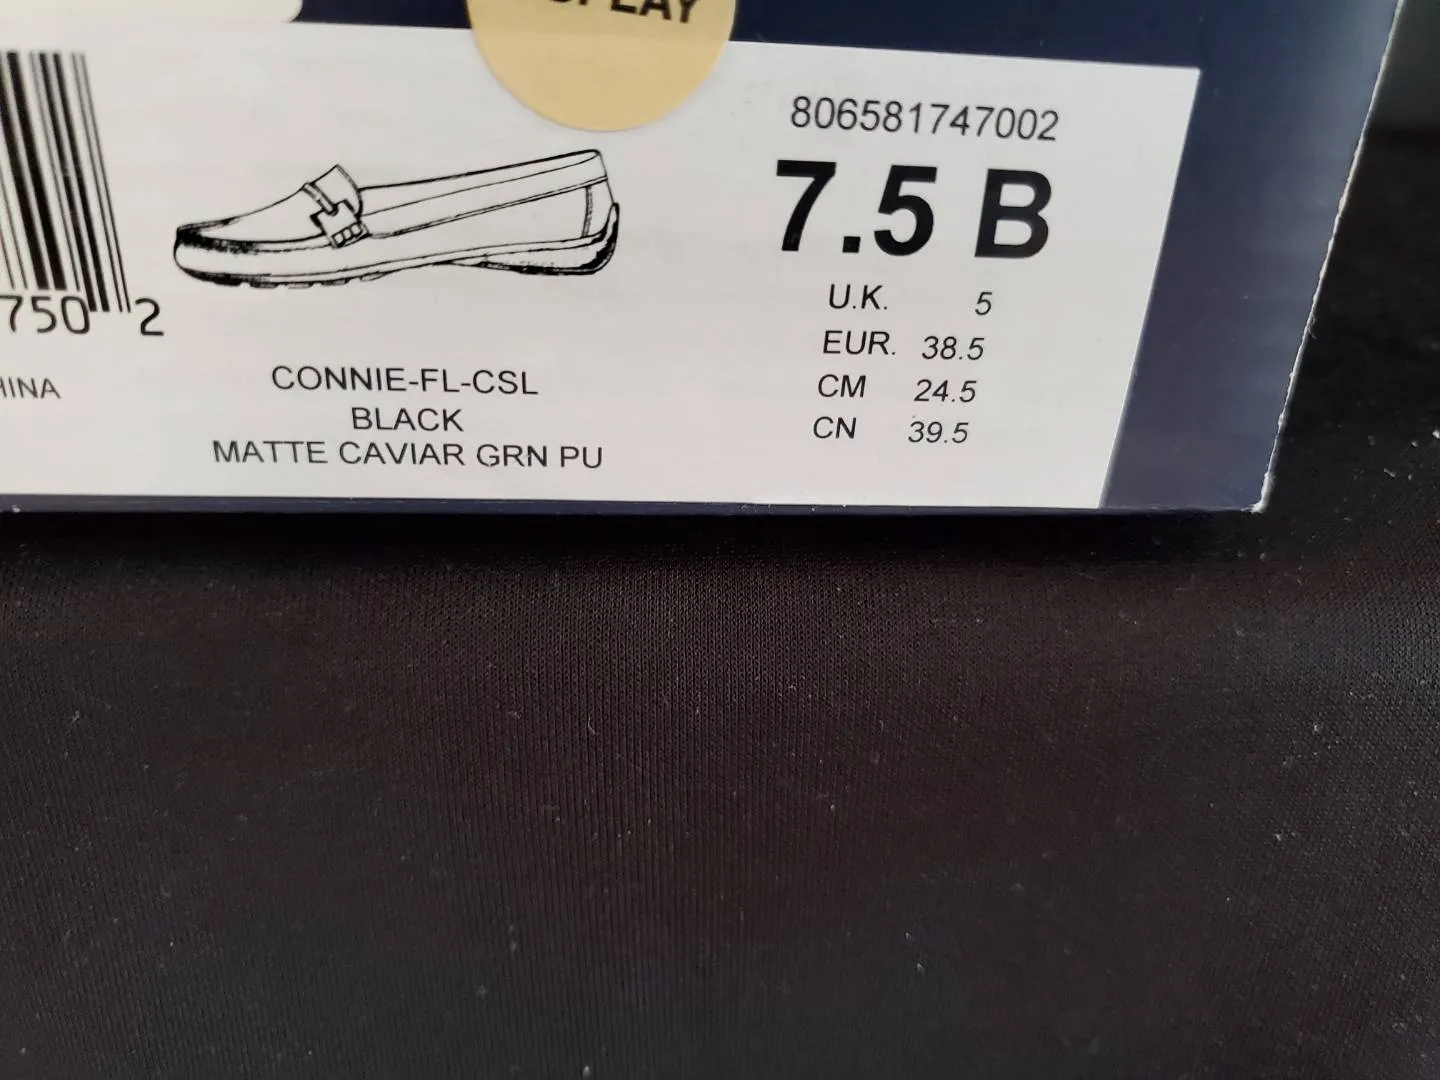 806581747002
7.5 B
U.K. 5
EUR. 38.5
CM 24.5
CN 39.5
750 2
CONNIE-FL-CSL
BLACK
MATTE CAVIAR GRN PU